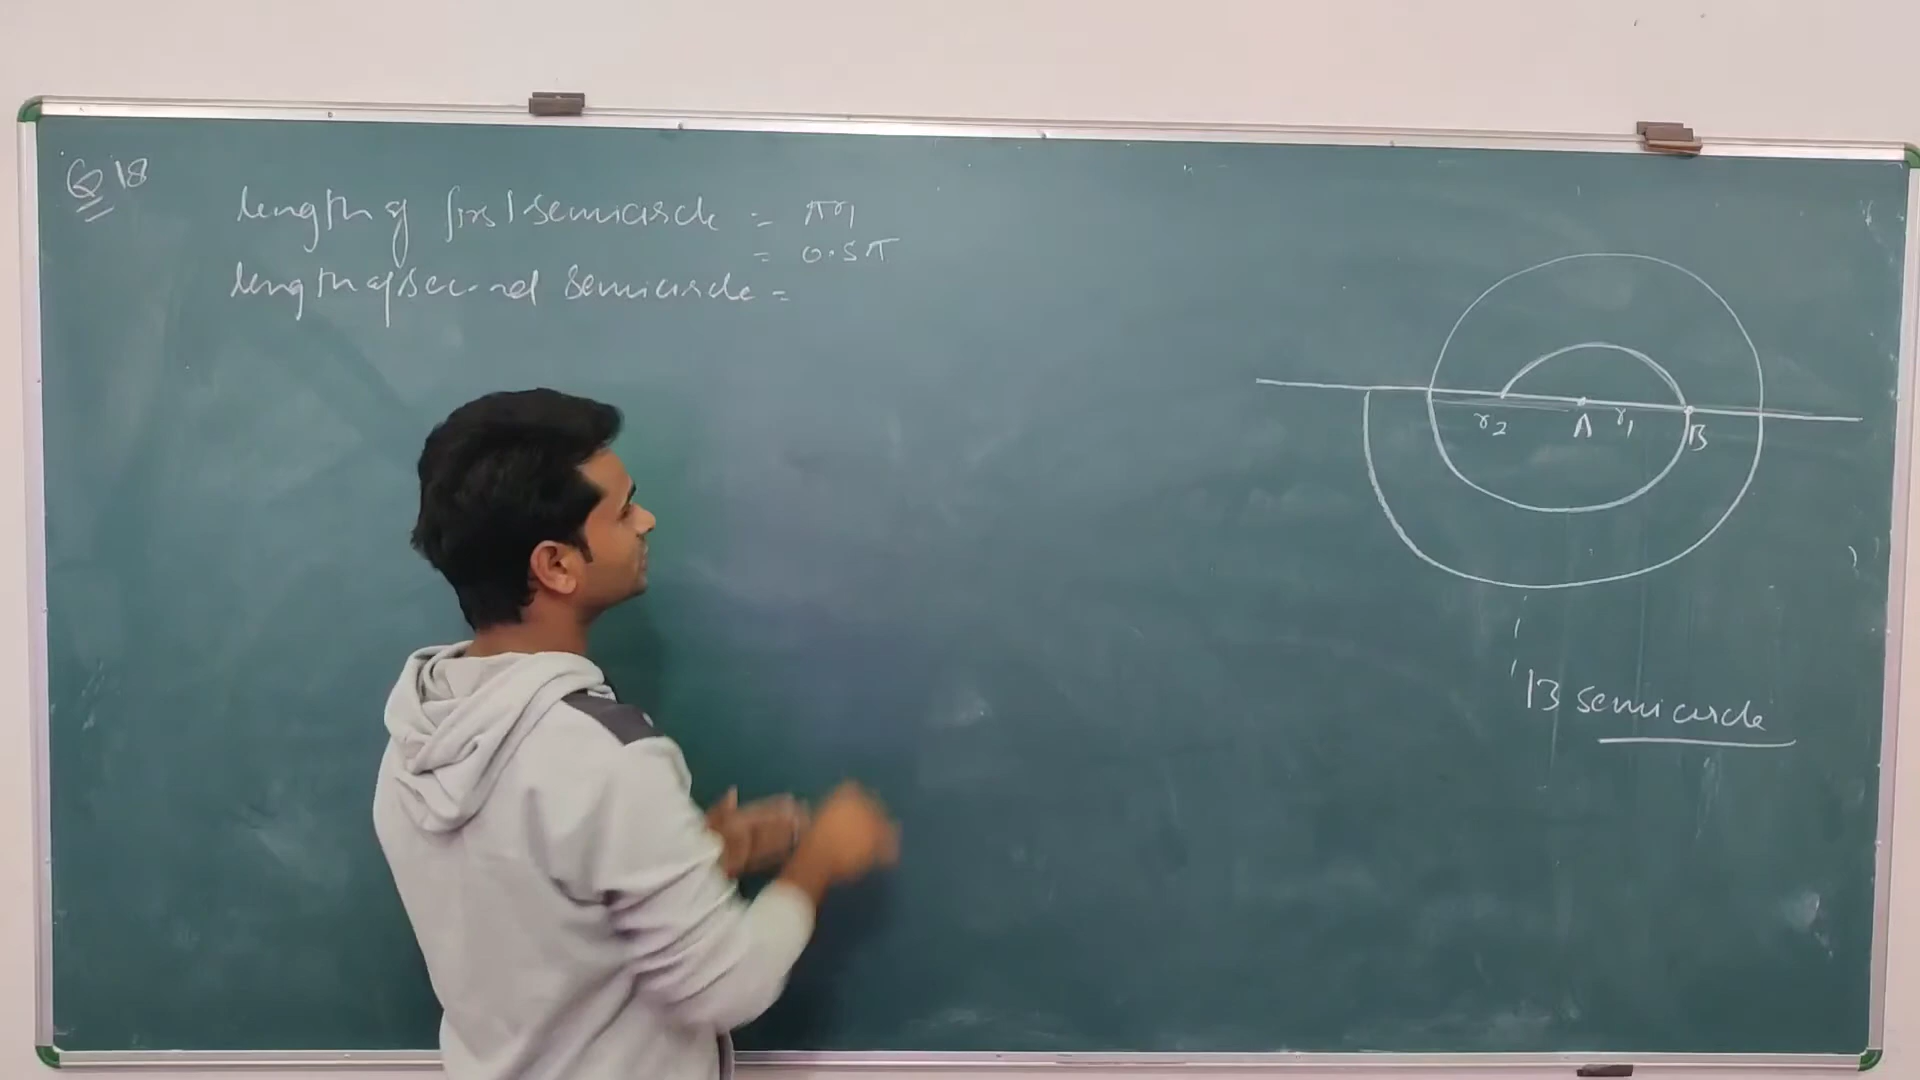 Q 18
length of first semicircle = πr1
= 0.5π
length of second semicircle =
r2 A r1 B
13 semicircle